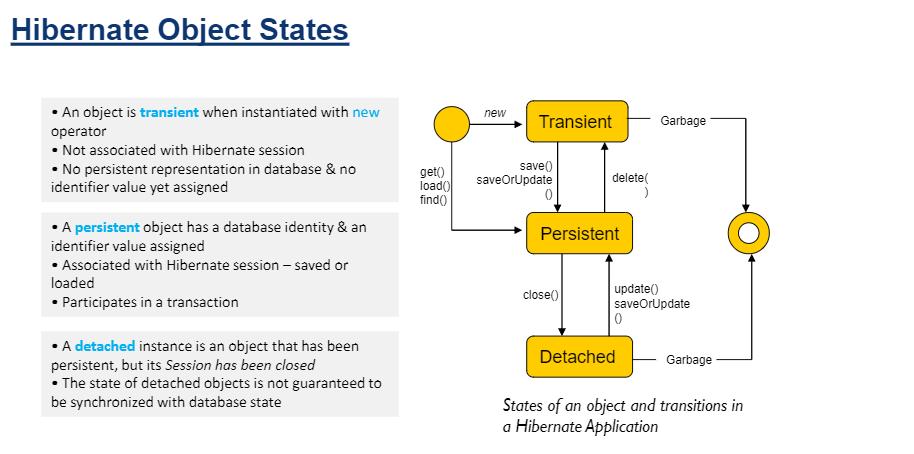 Hibernate Object States
• An object is transient when instantiated with new
operator
• Not associated with Hibernate session
• No persistent representation in database & no
identifier value yet assigned
• A persistent object has a database identity & an
identifier value assigned
• Associated with Hibernate session – saved or
loaded
• Participates in a transaction
• A detached instance is an object that has been
persistent, but its Session has been closed
• The state of detached objects is not guaranteed to
be synchronized with database state
new
Transient
Garbage
get()
load()
find()
save()
saveOrUpdate
()
delete(
)
Persistent
close()
update()
saveOrUpdate
()
Detached
Garbage
States of an object and transitions in
a Hibernate Application